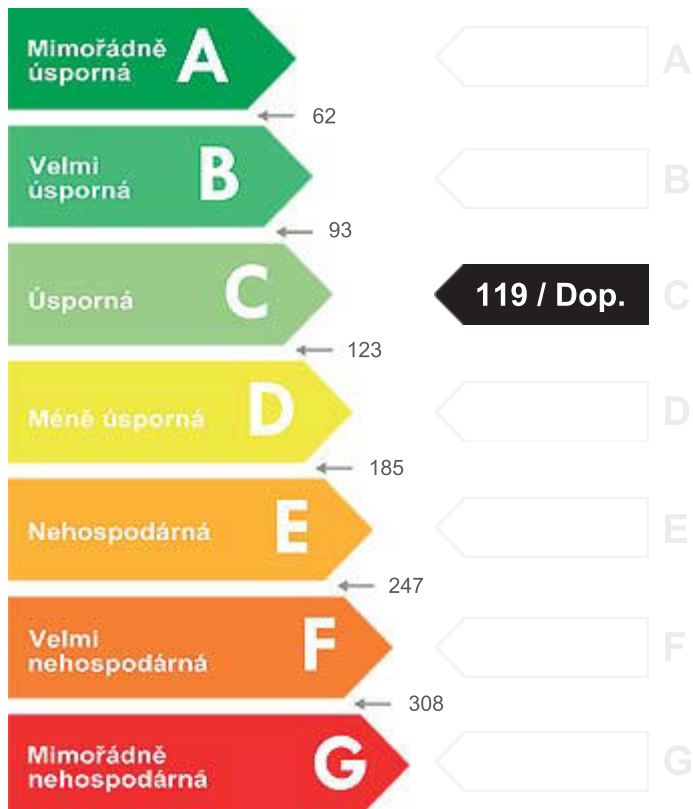 Mimořádně
úsporná
A
A
62
Velmi
úsporná
B
B
93
Úsporná
C
119 / Dop.
C
123
Méně úsporná
D
D
185
Nehospodárná
E
E
247
Velmi
nehospodárná
F
F
308
Mimořádně
nehospodárná
G
G